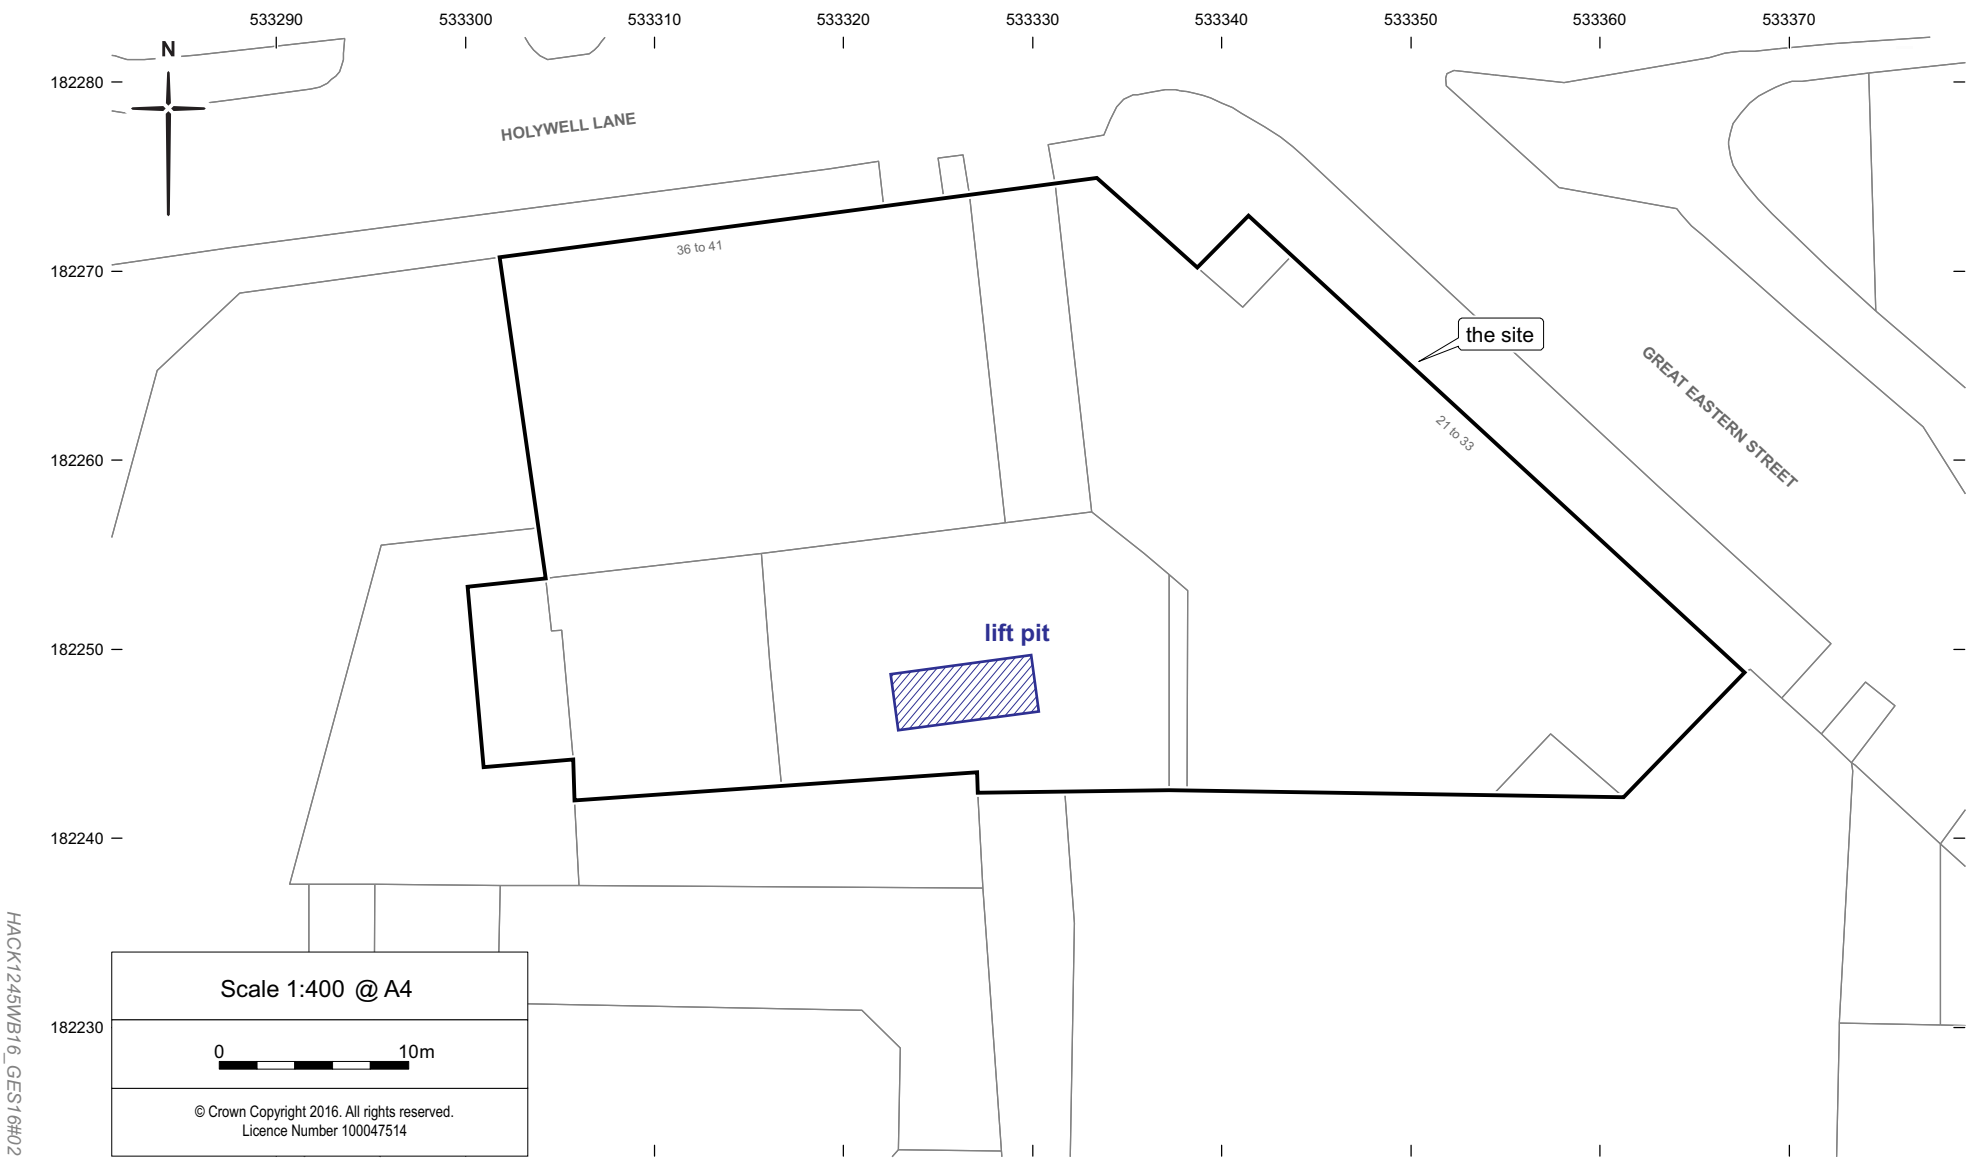 533290 533300 533310 533320 533330 533340 533350 533360 533370
N
182280
HOLYWELL LANE
36 to 41
182270
the site
GREAT EASTERN STREET
21 to 33
182260
182250
lift pit
182240
182230
Scale 1:400 @ A4
0 10m
© Crown Copyright 2016. All rights reserved.
Licence Number 100047514
HACK1245WB16_GES16#02